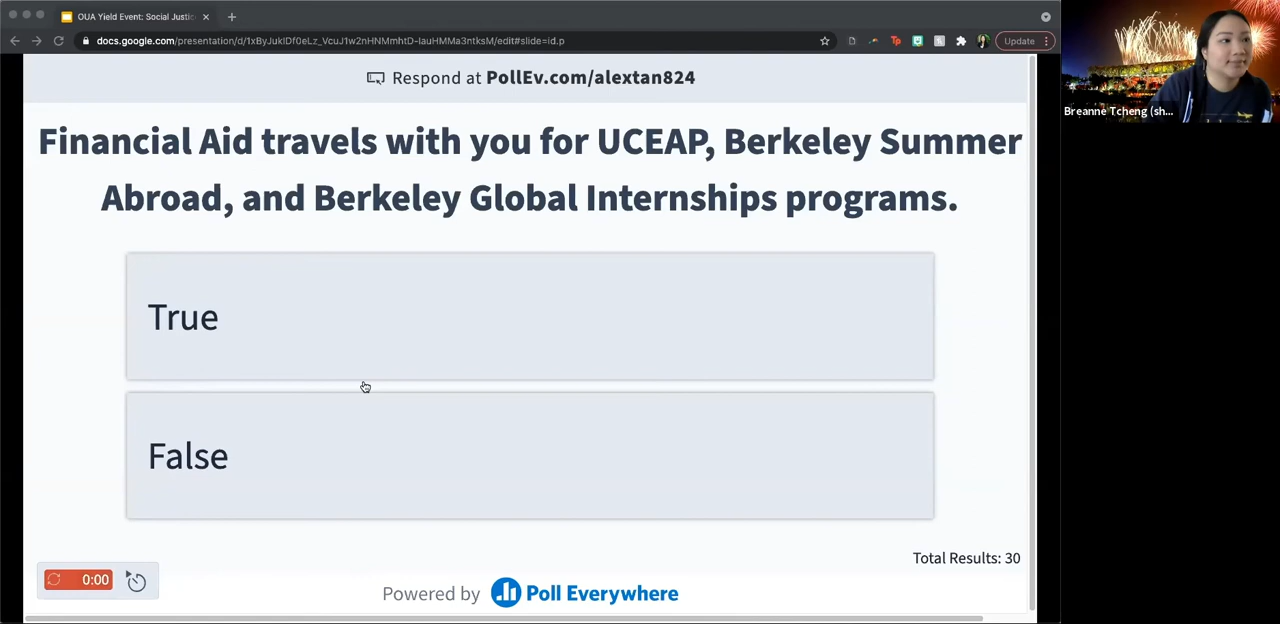 OUA Yield Event: Social Justic
docs.google.com/presentation/d/1xByJukIDf0eLz_VcuJ1w2nHNMmhtD-IauHMMa3ntksM/edit#slide=id.p
Update
Respond at PollEv.com/alextan824
Financial Aid travels with you for UCEAP, Berkeley Summer
Abroad, and Berkeley Global Internships programs.
True
False
Total Results: 30
0:00
Powered by Poll Everywhere
Breanne Tcheng (sh...